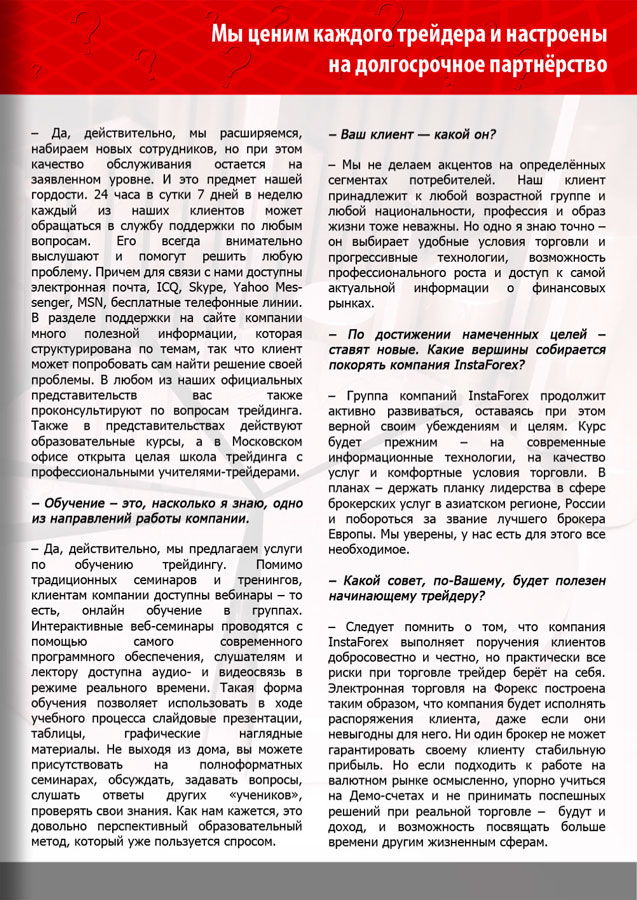 Мы ценим каждого трейдера и настроены
на долгосрочное партнёрство
– Да, действительно, мы расширяемся,
набираем новых сотрудников, но при этом
качество обслуживания остается на
заявленном уровне. И это предмет нашей
гордости. 24 часа в сутки 7 дней в неделю
каждый из наших клиентов может
обращаться в службу поддержки по любым
вопросам. Его всегда внимательно
выслушают и помогут решить любую
проблему. Причем для связи с нами доступны
электронная почта, ICQ, Skype, Yahoo Mes-
senger, MSN, бесплатные телефонные линии.
В разделе поддержки на сайте компании
много полезной информации, которая
структурирована по темам, так что клиент
может попробовать сам найти решение своей
проблемы. В любом из наших официальных
представительств вас также
проконсультируют по вопросам трейдинга.
Также в представительствах действуют
образовательные курсы, а в Московском
офисе открыта целая школа трейдинга с
профессиональными учителями-трейдерами.
– Обучение – это, насколько я знаю, одно
из направлений работы компании.
– Да, действительно, мы предлагаем услуги
по обучению трейдингу. Помимо
традиционных семинаров и тренингов,
клиентам компании доступны вебинары – то
есть, онлайн обучение в группах.
Интерактивные веб-семинары проводятся с
помощью самого современного
программного обеспечения, слушателям и
лектору доступна аудио- и видеосвязь в
режиме реального времени. Такая форма
обучения позволяет использовать в ходе
учебного процесса слайдовые презентации,
таблицы, графические наглядные
материалы. Не выходя из дома, вы можете
присутствовать на полноформатных
семинарах, обсуждать, задавать вопросы,
слушать ответы других «учеников»,
проверять свои знания. Как нам кажется, это
довольно перспективный образовательный
метод, который уже пользуется спросом.
– Ваш клиент — какой он?
– Мы не делаем акцентов на определённых
сегментах потребителей. Наш клиент
принадлежит к любой возрастной группе и
любой национальности, профессия и образ
жизни тоже неважны. Но одно я знаю точно –
он выбирает удобные условия торговли и
прогрессивные технологии, возможность
профессионального роста и доступ к самой
актуальной информации о финансовых
рынках.
– По достижении намеченных целей –
ставят новые. Какие вершины собирается
покорять компания InstaForex?
– Группа компаний InstaForex продолжит
активно развиваться, оставаясь при этом
верной своим убеждениям и целям. Курс
будет прежним – на современные
информационные технологии, на качество
услуг и комфортные условия торговли. В
планах – держать планку лидерства в сфере
брокерских услуг в азиатском регионе, России
и побороться за звание лучшего брокера
Европы. Мы уверены, у нас есть для этого все
необходимое.
– Какой совет, по-Вашему, будет полезен
начинающему трейдеру?
– Следует помнить о том, что компания
InstaForex выполняет поручения клиентов
добросовестно и честно, но практически все
риски при торговле трейдер берёт на себя.
Электронная торговля на Форекс построена
таким образом, что компания будет исполнять
распоряжения клиента, даже если они
невыгодны для него. Ни один брокер не может
гарантировать своему клиенту стабильную
прибыль. Но если подходить к работе на
валютном рынке осмысленно, упорно учиться
на Демо-счетах и не принимать поспешных
решений при реальной торговле – будут и
доход, и возможность посвящать больше
времени другим жизненным сферам.